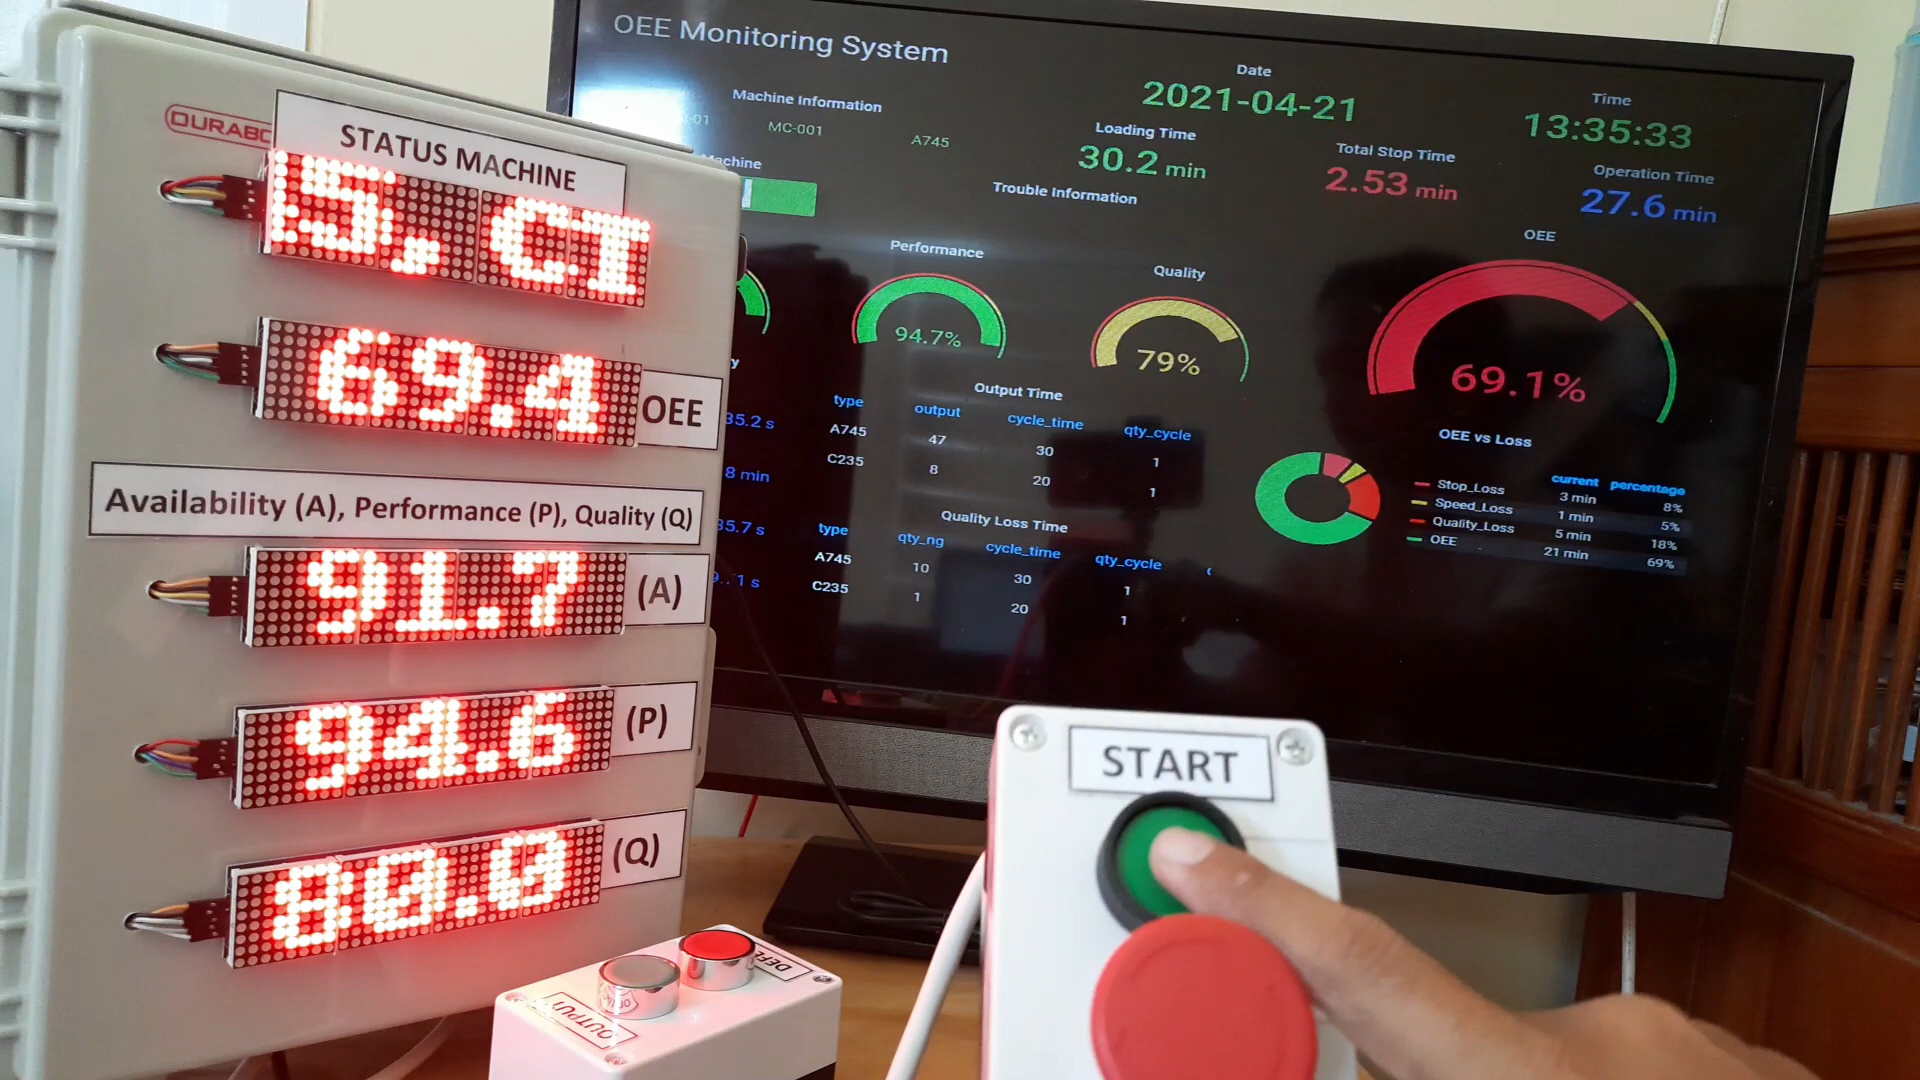 DURABO
STATUS MACHINE
5, CI
69.4
OEE
Availability (A), Performance (P), Quality (Q)
91.7
(A)
94.6
(P)
80.0
(Q)
OEE Monitoring System
Machine Information
-01
MC-001
A745
Machine
Date
2021-04-21
Time
13:35:33
Loading Time
30.2 min
Total Stop Time
2.53 min
Operation Time
27.6 min
Trouble Information
Performance
94.7%
Quality
79%
OEE
69.1%
y
35.2 s
8 min
35.7 s
1 s
Output Time
type output cycle_time qty_cycle
A745 47 30 1
C235 8 20 1
Quality Loss Time
type qty_ng cycle_time qty_cycle
A745 10 30 1
C235 1 20 1
OEE vs Loss
current percentage
Stop_Loss 3 min 8%
Speed_Loss 1 min 5%
Quality_Loss 5 min 18%
OEE 21 min 69%
START
OUTPUT
DEFE